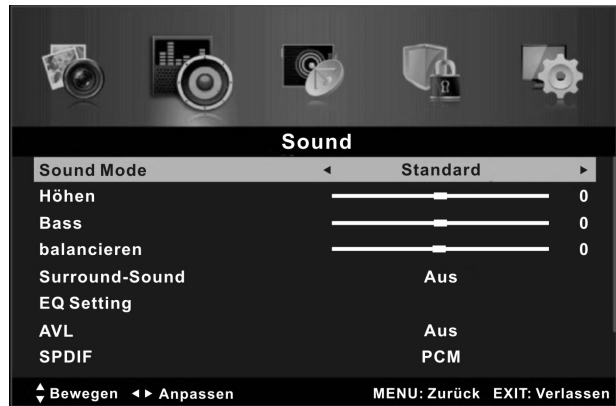 Sound
Sound Mode Standard
Höhen 0
Bass 0
balancieren 0
Surround-Sound Aus
EQ Setting
AVL Aus
SPDIF PCM
Bewegen Anpassen MENU: Zurück EXIT: Verlassen